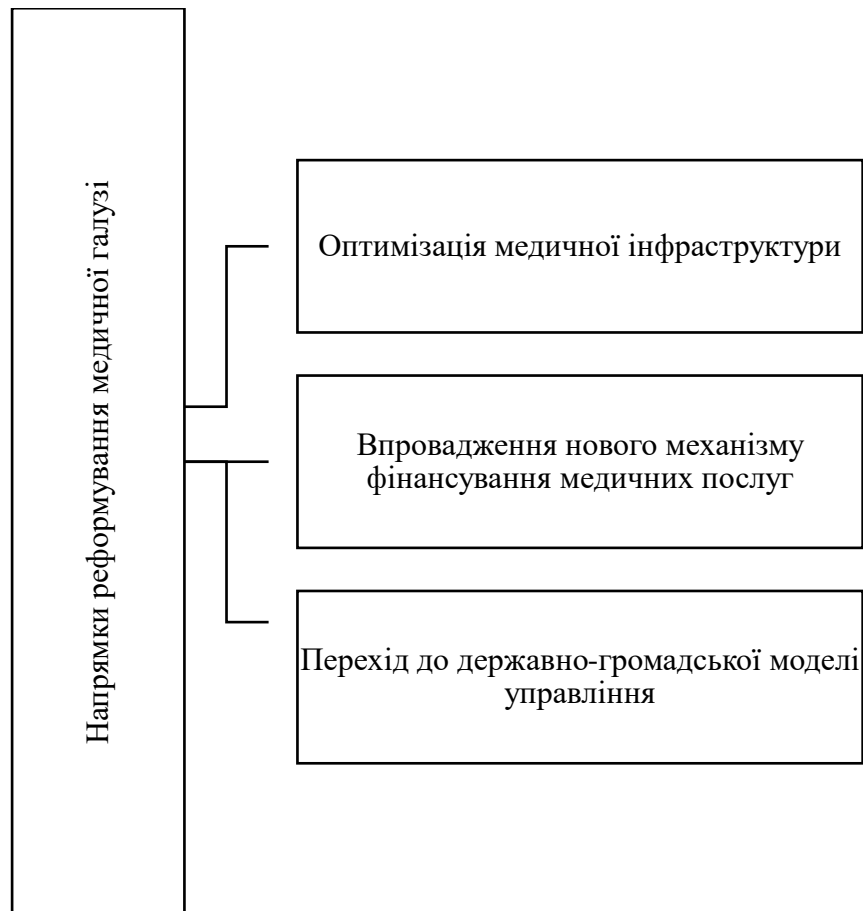 Напрямки реформування медичної галузі
Оптимізація медичної інфраструктури
Впровадження нового механізму
фінансування медичних послуг
Перехід до державно-громадської моделі
управління